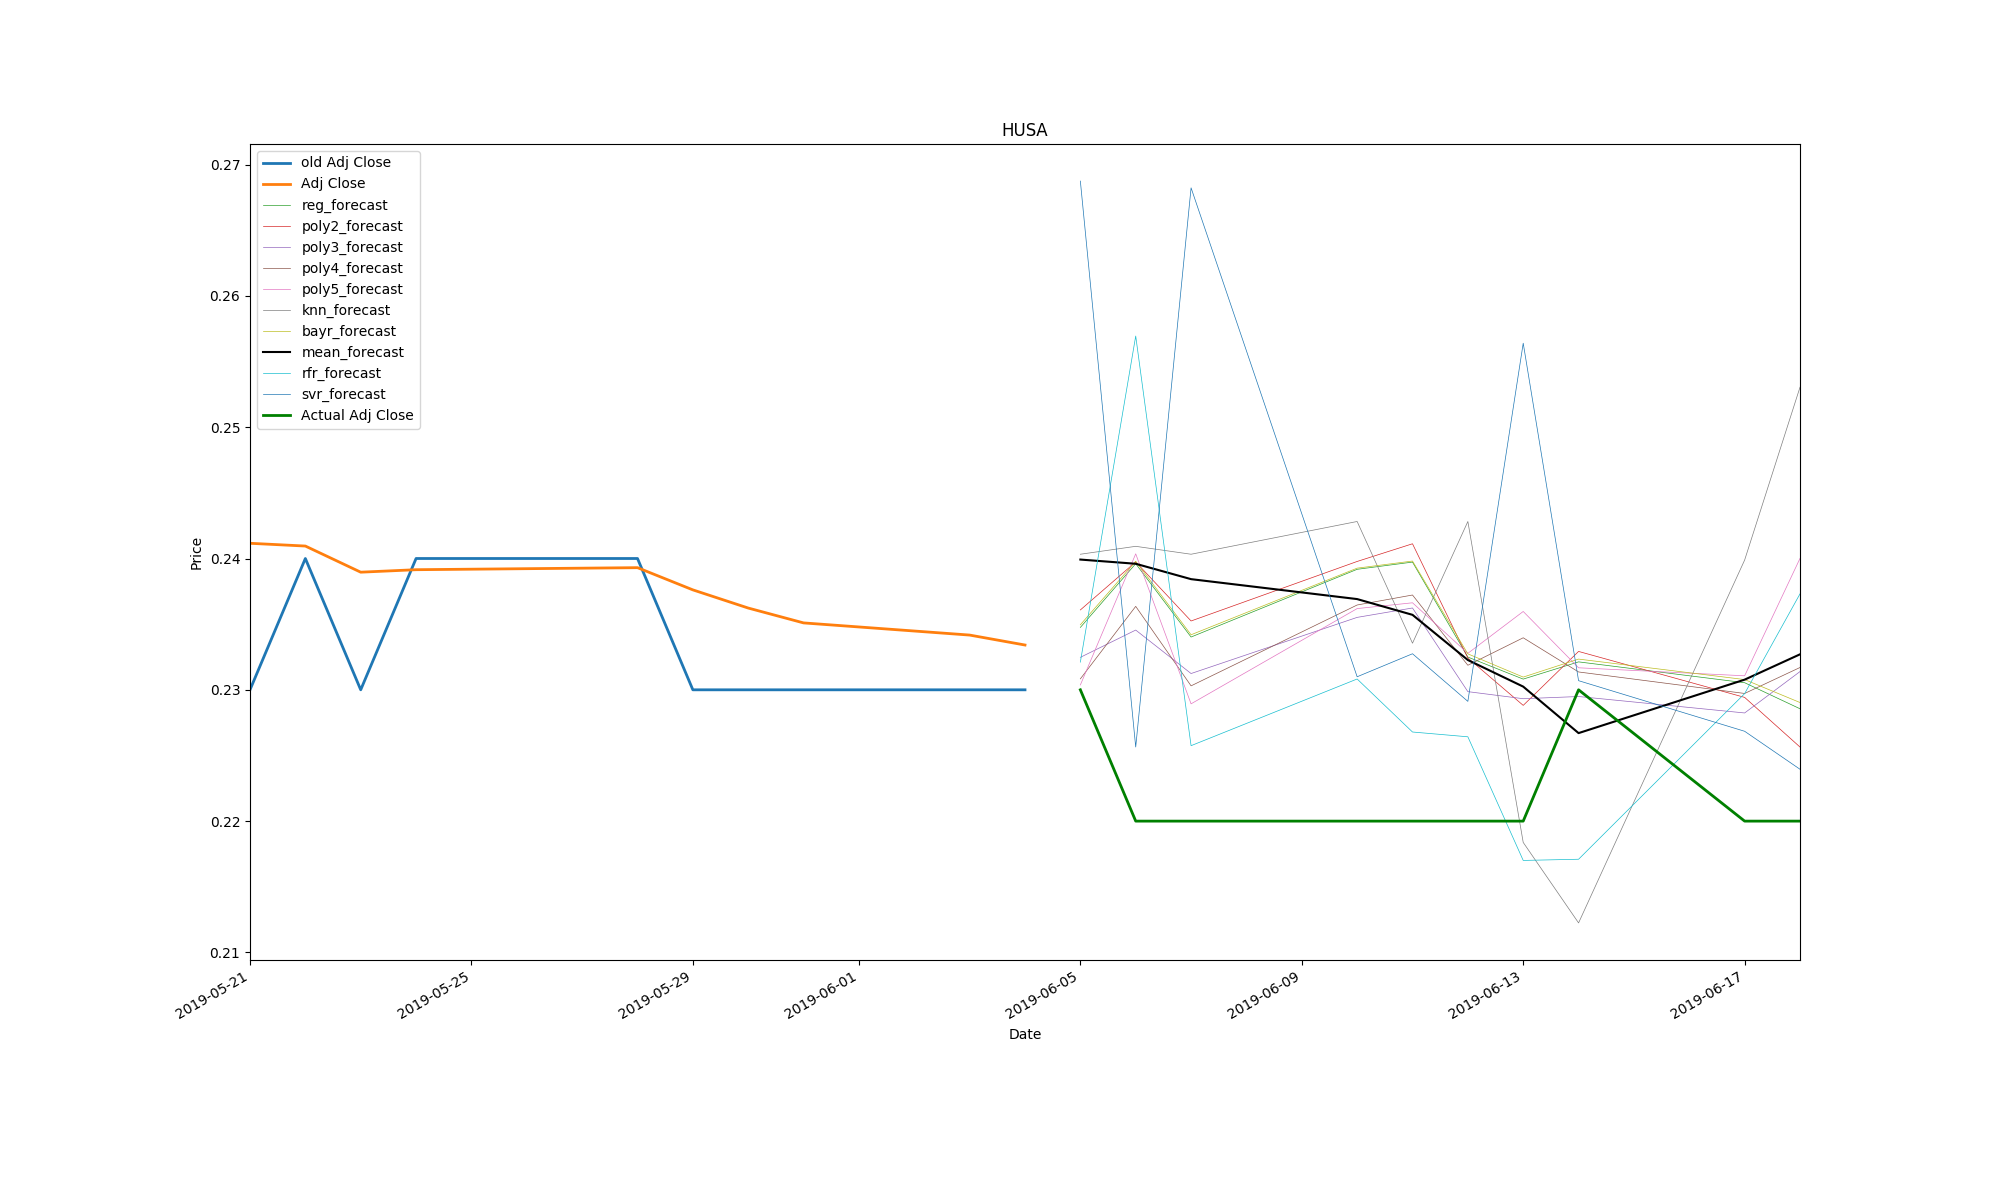 HUSA
0.27
0.26
0.25
0.24
0.23
0.22
0.21
Price
old Adj Close
Adj Close
reg_forecast
poly2_forecast
poly3_forecast
poly4_forecast
poly5_forecast
knn_forecast
bayr_forecast
mean_forecast
rfr_forecast
svr_forecast
Actual Adj Close
2019-05-21
2019-05-25
2019-05-29
2019-06-01
2019-06-05
2019-06-09
2019-06-13
2019-06-17
Date